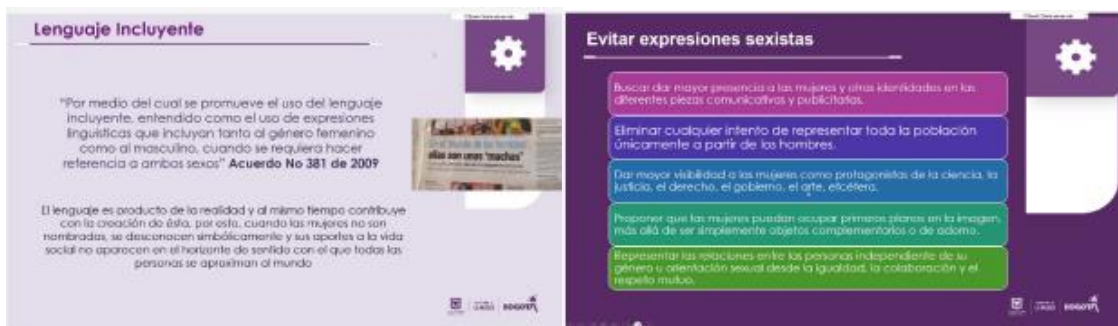 Lenguaje Incluyente
"Por medio del cual se promueve el uso del lenguaje
incluyente, entendido como el uso de expresiones
linguisticas que incluyan tanto al género femenino
como al masculino, cuando se requiera hacer
referencia a ambos sexos" Acuerdo No 381 de 2009
ellas son unos "machos"
El lenguaje es producto de la realidad y al mismo tiempo contribuye
con la creación de ésta, por esto, cuando las mujeres no son
nombradas, se desconocen simbólicamente y sus aportes a la vida
social no aparecen en el horizonte de sentido con el que todas las
personas se aproximan al mundo
BOGOTÁ
Evitar expresiones sexistas
Buscar dar mayor presencia a las mujeres y otras identidades en las
diferentes piezas comunicativas y publicitarias.
Eliminar cualquier intento de representar toda la población
únicamente a partir de los hombres.
Dar mayor visibilidad a las mujeres como protagonistas de la ciencia, la
justicia, el derecho, el gobierno, el arte, etcétera.
Proponer que las mujeres puedan ocupar primeros planos en la imagen,
más allá de ser simplemente objetos complementarios o de adorno.
Representar las relaciones entre las personas independiente de su
género u orientación sexual desde la igualdad, la colaboración y el
respeto mutuo.
BOGOTÁ